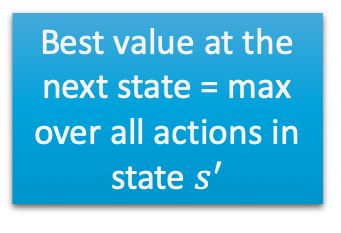 Best value at the
next state = max
over all actions in
state s′